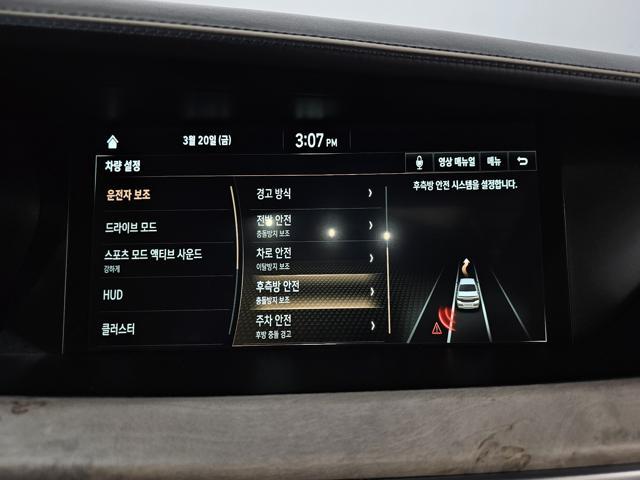 3월 20일 (금)
3:07 PM
차량 설정
영상 매뉴얼
메뉴
운전자 보조
드라이브 모드
스포츠 모드 액티브 사운드
강하게
HUD
클러스터
경고 방식
전방 안전
충돌방지 보조
차로 안전
이탈방지 보조
후측방 안전
충돌방지 보조
주차 안전
후방 충돌 경고
후측방 안전 시스템을 설정합니다.